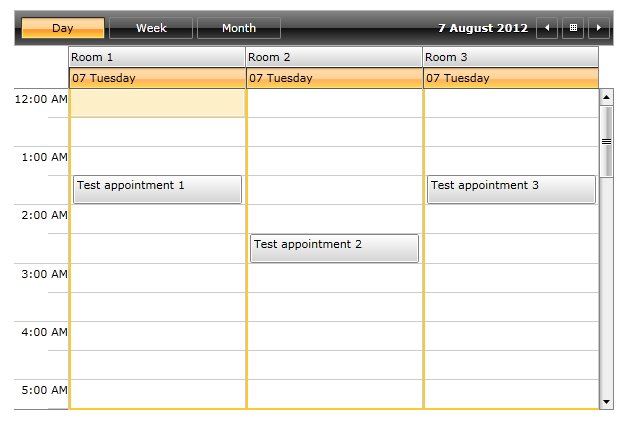 Day Week Month 7 August 2012
Room 1 Room 2 Room 3
07 Tuesday 07 Tuesday 07 Tuesday
12:00 AM
1:00 AM
Test appointment 1 Test appointment 3
2:00 AM
Test appointment 2
3:00 AM
4:00 AM
5:00 AM